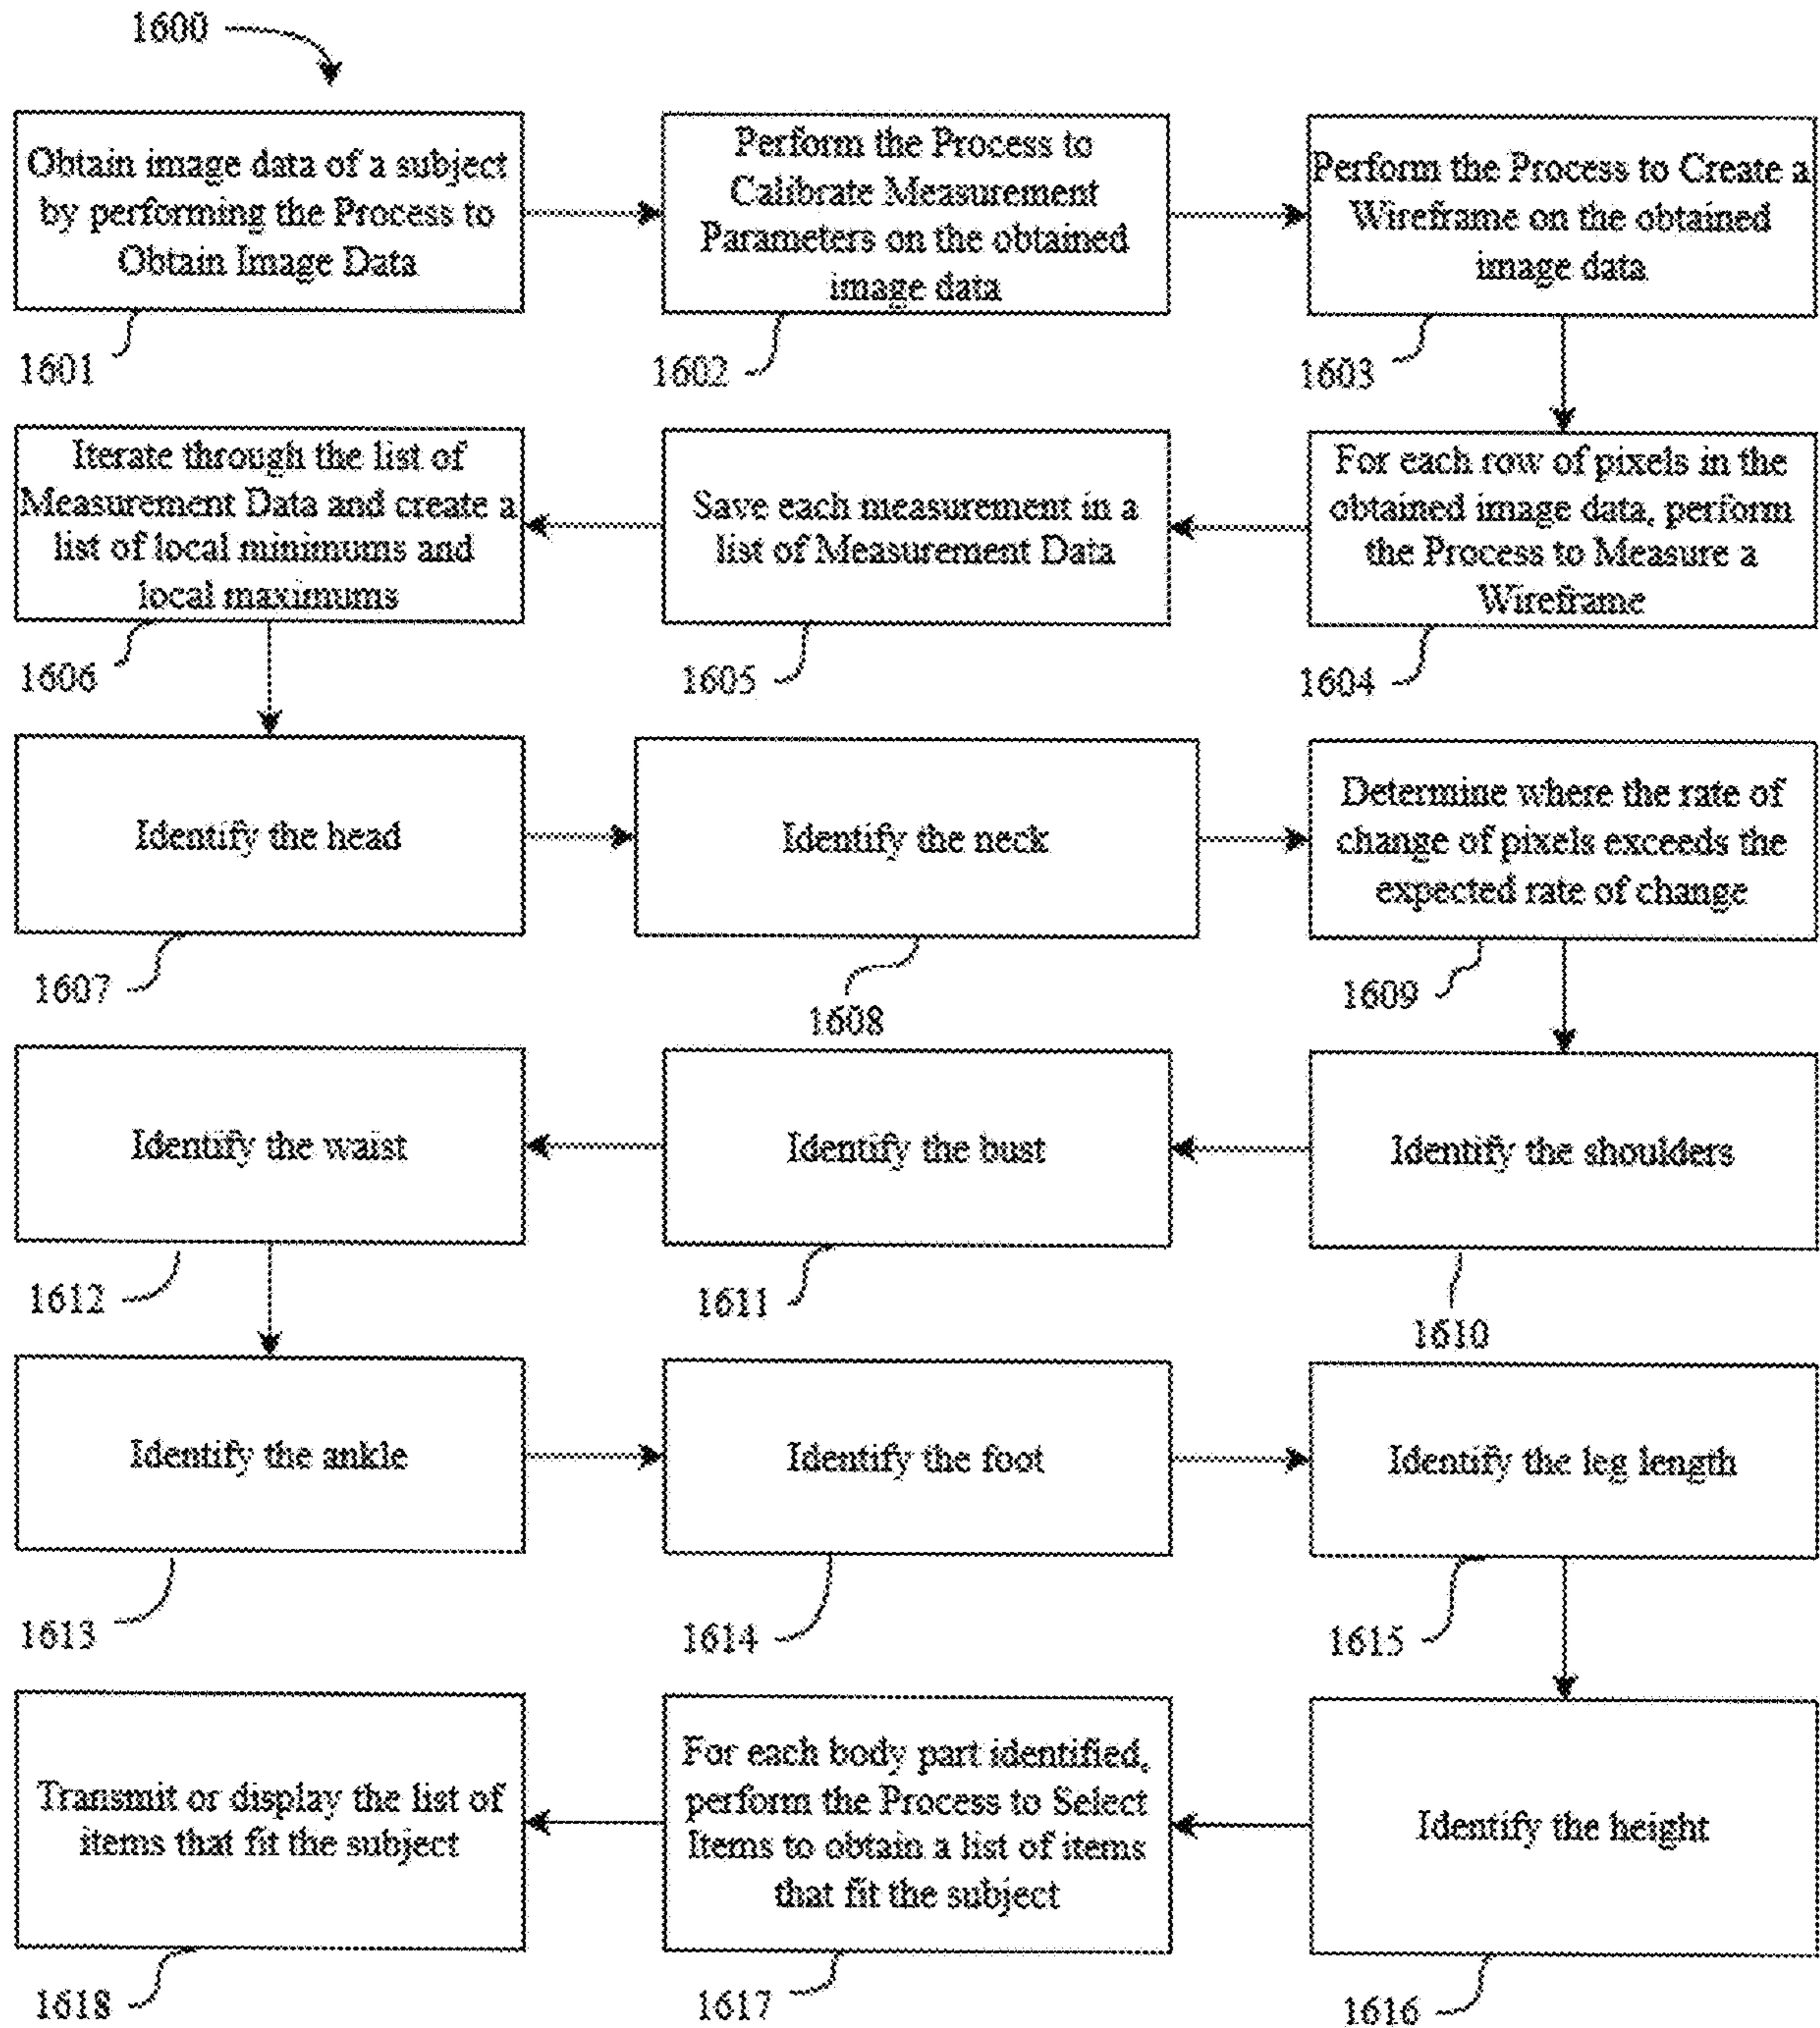 1600
Obtain image data of a subject
by performing the Process to
Obtain Image Data
1601
Perform the Process to
Calibrate Measurement
Parameters on the obtained
image data
1602
Perform the Process to Create a
Wireframe on the obtained
image data
1603
For each row of pixels in the
obtained image data, perform
the Process to Measure a
Wireframe
1604
Save each measurement in a
list of Measurement Data
1605
Iterate through the list of
Measurement Data and create a
list of local minimums and
local maximums
1606
Identify the head
1607
Identify the neck
1608
Determine where the rate of
change of pixels exceeds the
expected rate of change
1609
Identify the shoulders
1610
Identify the bust
1611
Identify the waist
1612
Identify the ankle
1613
Identify the foot
1614
Identify the leg length
1615
Identify the height
1616
For each body part identified,
perform the Process to Select
Items to obtain a list of items
that fit the subject
1617
Transmit or display the list of
items that fit the subject
1618